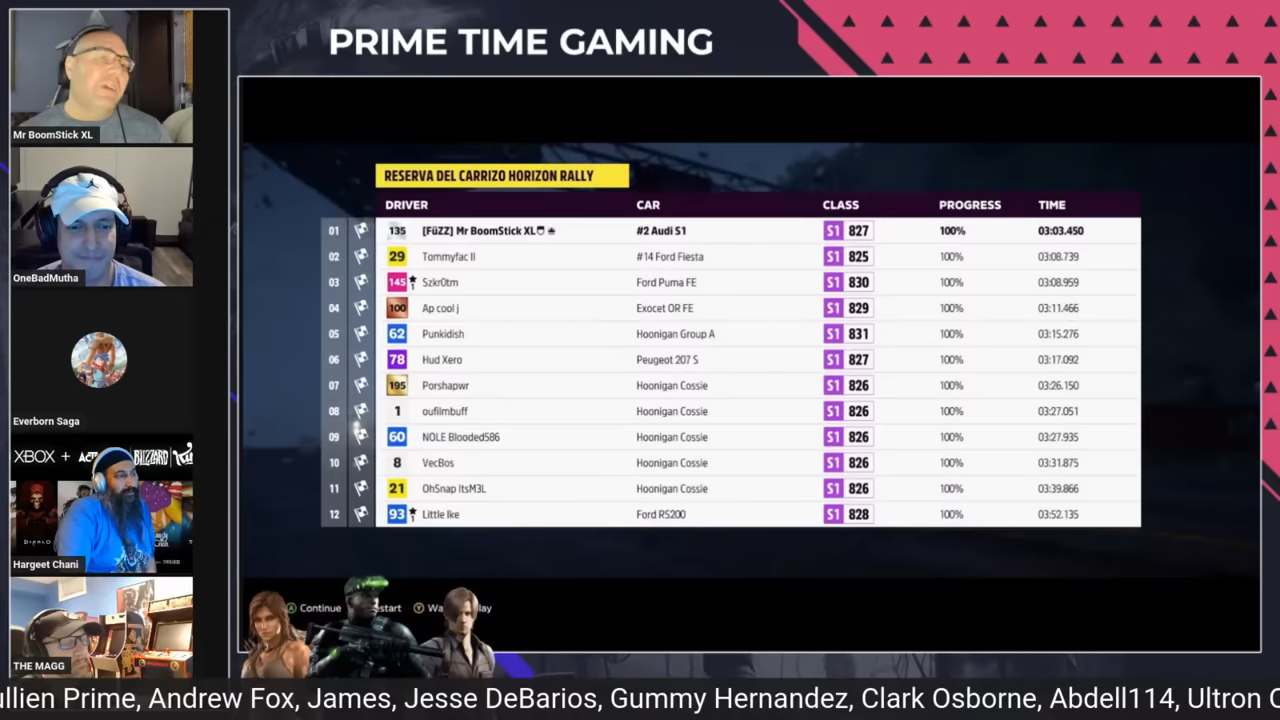 PRIME TIME GAMING
Mr BoomStick XL
OneBadMutha
Everborn Saga
XBOX + ACT BLIZZARD
DIABLO
Hargeet Chani
THE MAGG
RESERVA DEL CARRIZO HORIZON RALLY
DRIVER CAR CLASS PROGRESS TIME
01 135 [FüZZ] Mr BoomStick XL #2 Audi S1 S1 827 100% 03:03.450
02 29 Tommyfac II #14 Ford Fiesta S1 825 100% 03:08.739
03 145 1 Szkr0tm Ford Puma FE S1 830 100% 03:08.959
04 100 Ap cool j Exocet OR FE S1 829 100% 03:11.466
05 62 Punkidish Hoonigan Group A S1 831 100% 03:15.276
06 78 Hud Xero Peugeot 207 S S1 827 100% 03:17.092
07 195 Porshapwr Hoonigan Cossie S1 826 100% 03:26.150
08 1 oufilmbuff Hoonigan Cossie S1 826 100% 03:27.051
09 60 NOLE Blooded586 Hoonigan Cossie S1 826 100% 03:27.935
10 8 VecBos Hoonigan Cossie S1 826 100% 03:31.875
11 21 OhSnap ItsM3L Hoonigan Cossie S1 826 100% 03:39.866
12 93 1 Little Ike Ford RS200 S1 828 100% 03:52.135
A Continue estart Y Wa lay
ullien Prime, Andrew Fox, James, Jesse DeBarios, Gummy Hernandez, Clark Osborne, Abdell114, Ultron